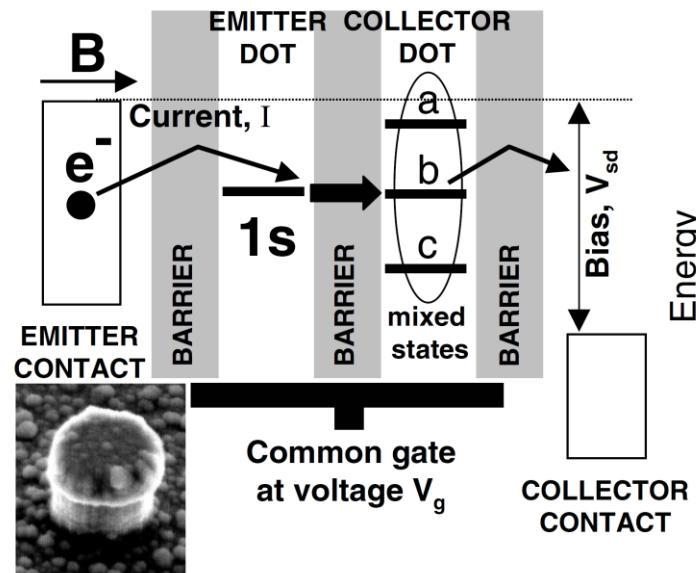 EMITTER
DOT
COLLECTOR
DOT
B
Current, I
e-
1s
a
b
c
mixed
states
BARRIER
BARRIER
BARRIER
Bias, Vsd
Energy
EMITTER
CONTACT
Common gate
at voltage Vg
COLLECTOR
CONTACT